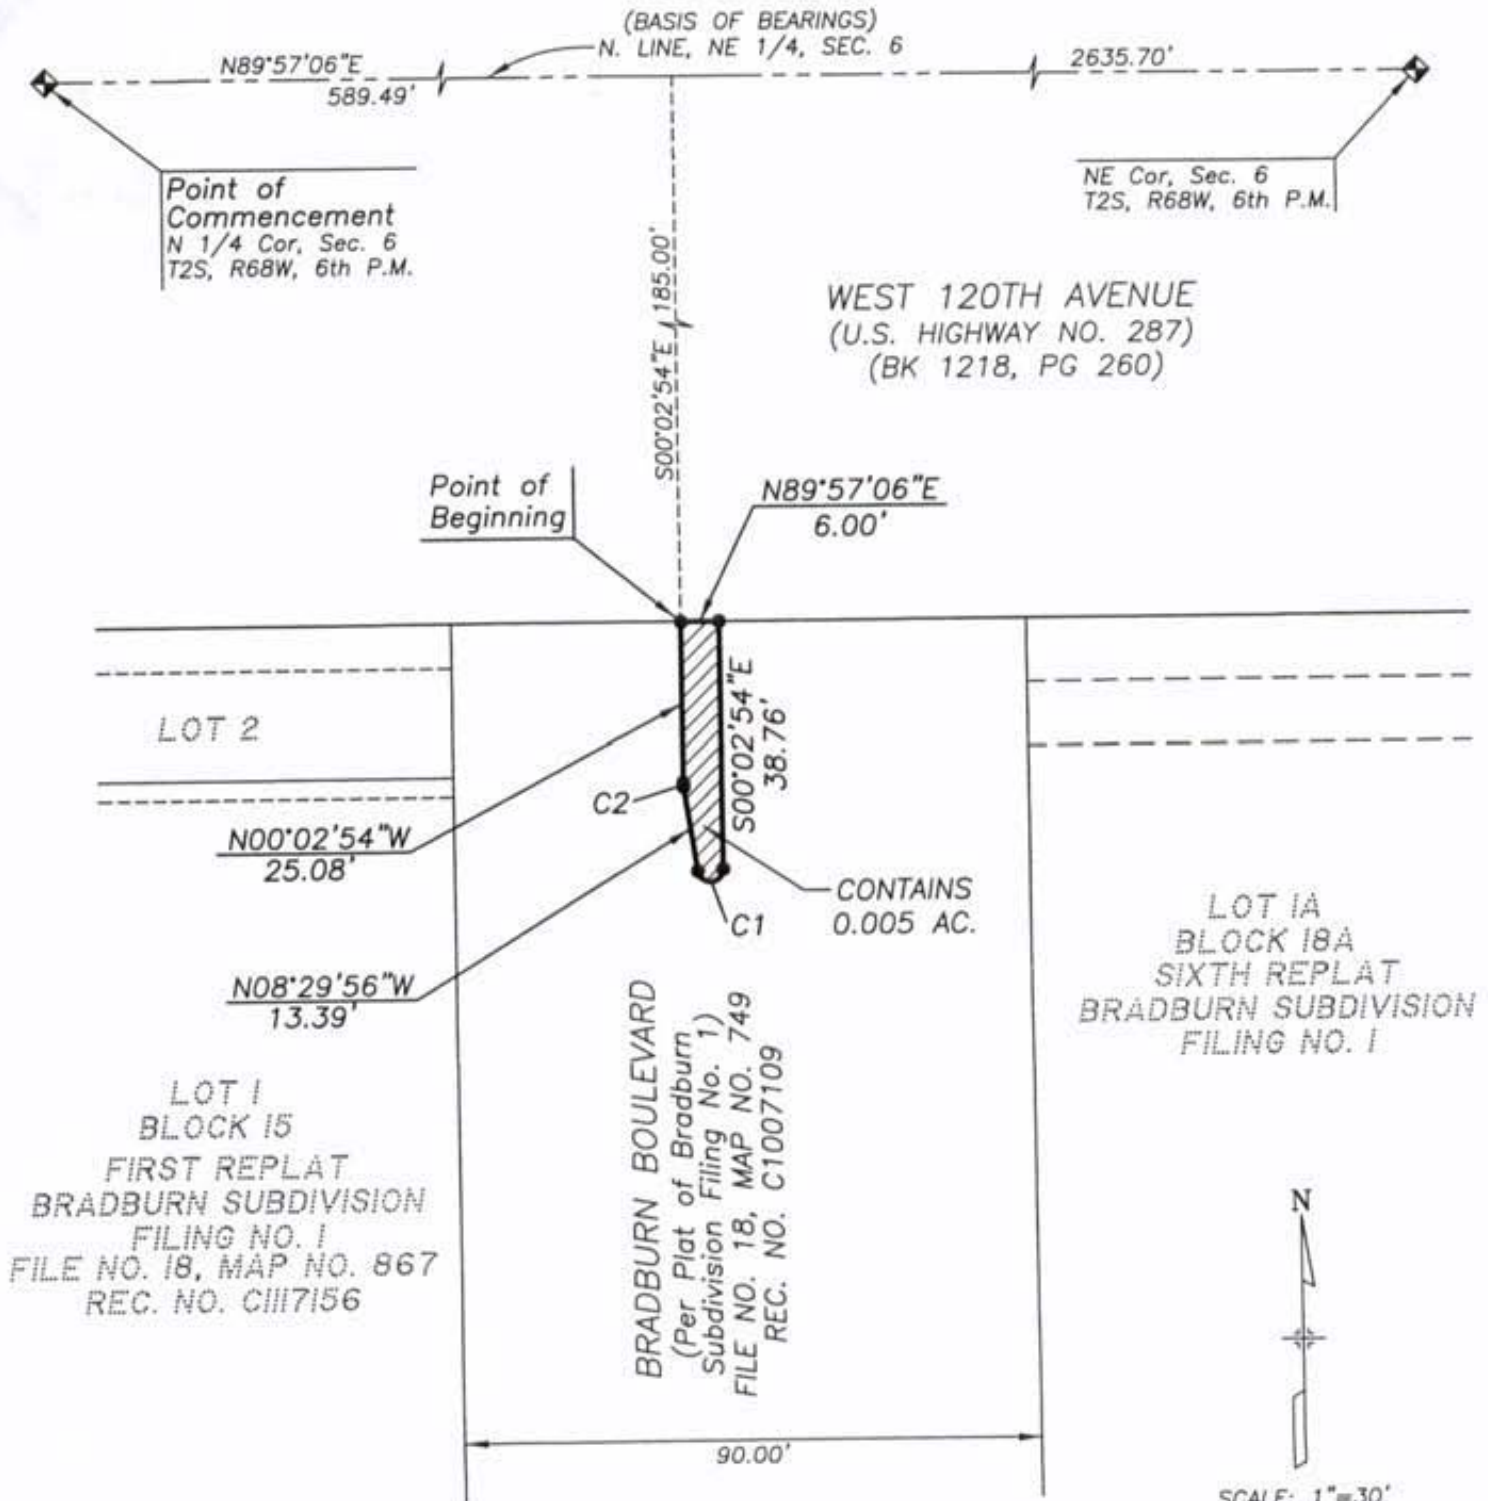 (BASIS OF BEARINGS)
N. LINE, NE 1/4, SEC. 6
N89°57'06"E
589.49'
2635.70'
Point of
Commencement
N 1/4 Cor, Sec. 6
T2S, R68W, 6th P.M.
NE Cor, Sec. 6
T2S, R68W, 6th P.M.
S00°02'54"E 185.00'
WEST 120TH AVENUE
(U.S. HIGHWAY NO. 287)
(BK 1218, PG 260)
Point of
Beginning
N89°57'06"E
6.00'
LOT 2
S00°02'54"E
38.76'
C2
N00°02'54"W
25.08'
CONTAINS
0.005 AC.
C1
N08°29'56"W
13.39'
LOT 1A
BLOCK 18A
SIXTH REPLAT
BRADBURN SUBDIVISION
FILING NO. 1
BRADBURN BOULEVARD
(Per Plat of Bradburn
Subdivision Filing No. 1)
FILE NO. 18, MAP NO. 749
REC. NO. C1007109
LOT 1
BLOCK 15
FIRST REPLAT
BRADBURN SUBDIVISION
FILING NO. 1
FILE NO. 18, MAP NO. 867
REC. NO. C1117156
N
90.00'
SCALE: 1"=30'